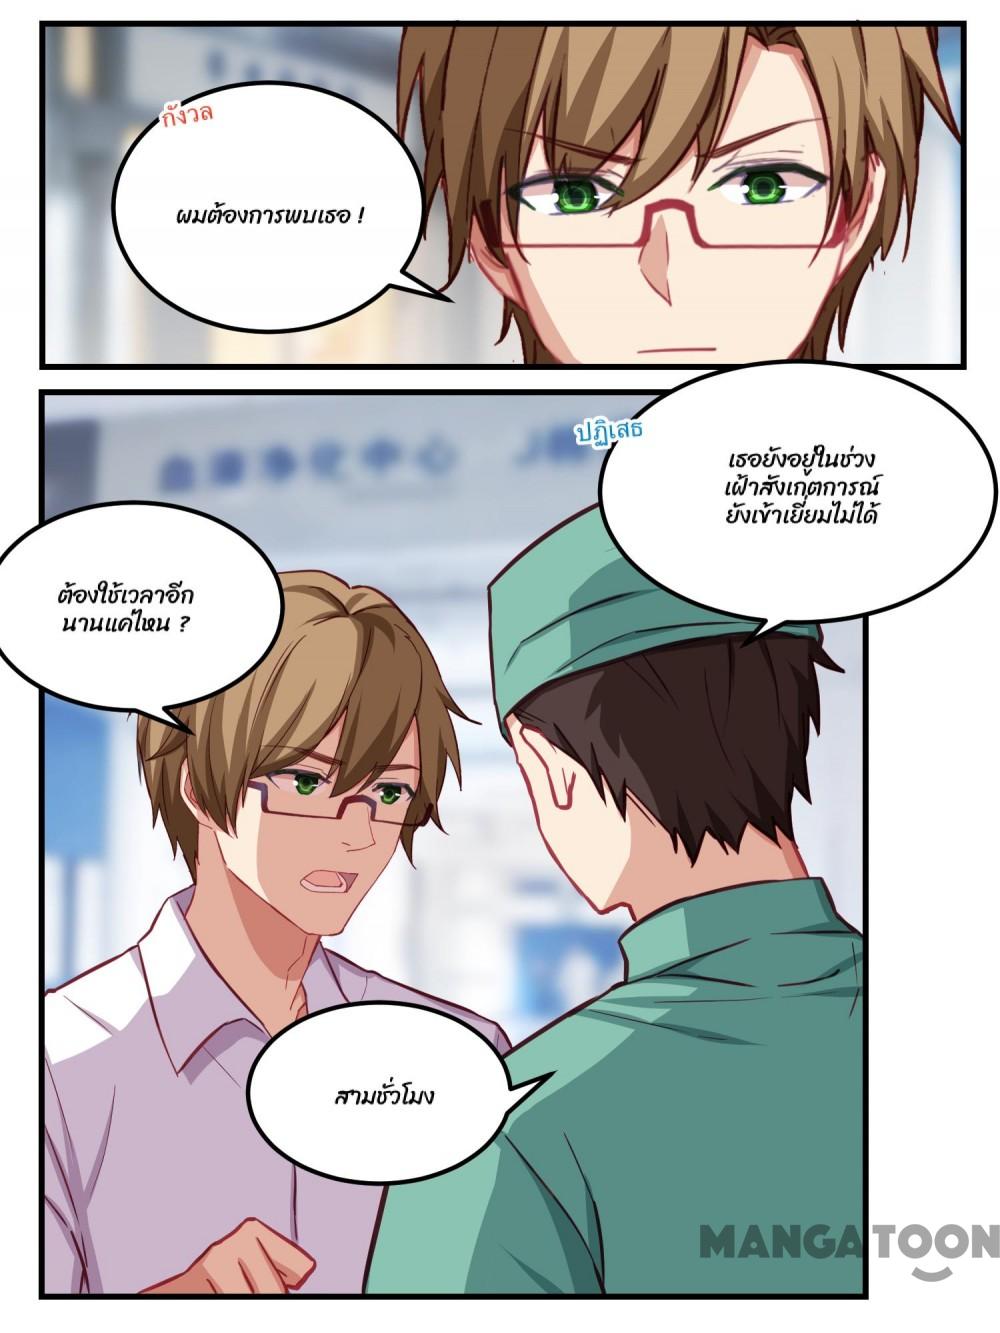 กังวล
ผมต้องการพบเธอ !
ปฏิเสธ
เธอยังอยู่ในช่วง
เฝ้าสังเกตการณ์
ยังเข้าเยี่ยมไม่ได้
ต้องใช้เวลาอีก
นานแค่ไหน ?
สามชั่วโมง
MANGATOON